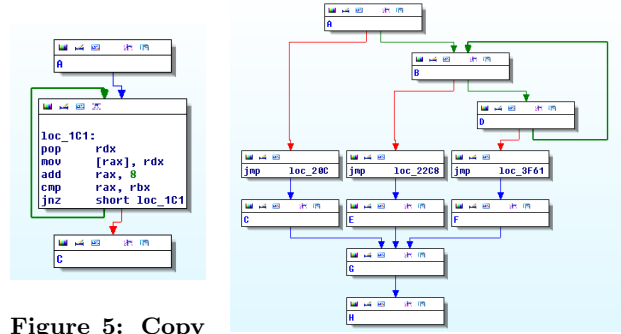 A
loc_1C1:
pop rdx
mov [rax], rdx
add rax, 8
cmp rax, rbx
jnz short loc_1C1
C
Figure 5: Copy
A
B
D
jmp loc_20C
jmp loc_22C8
jmp loc_3F61
C
E
F
G
H